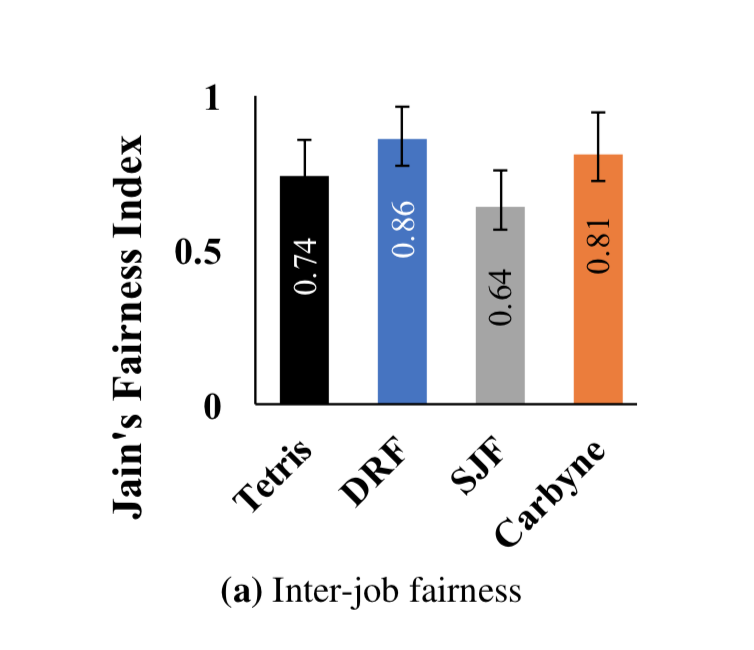 Jain's Fairness Index
1
0.5
0
0.74
0.86
0.64
0.81
Tetris
DRF
SJF
Carbyne
(a) Inter-job fairness